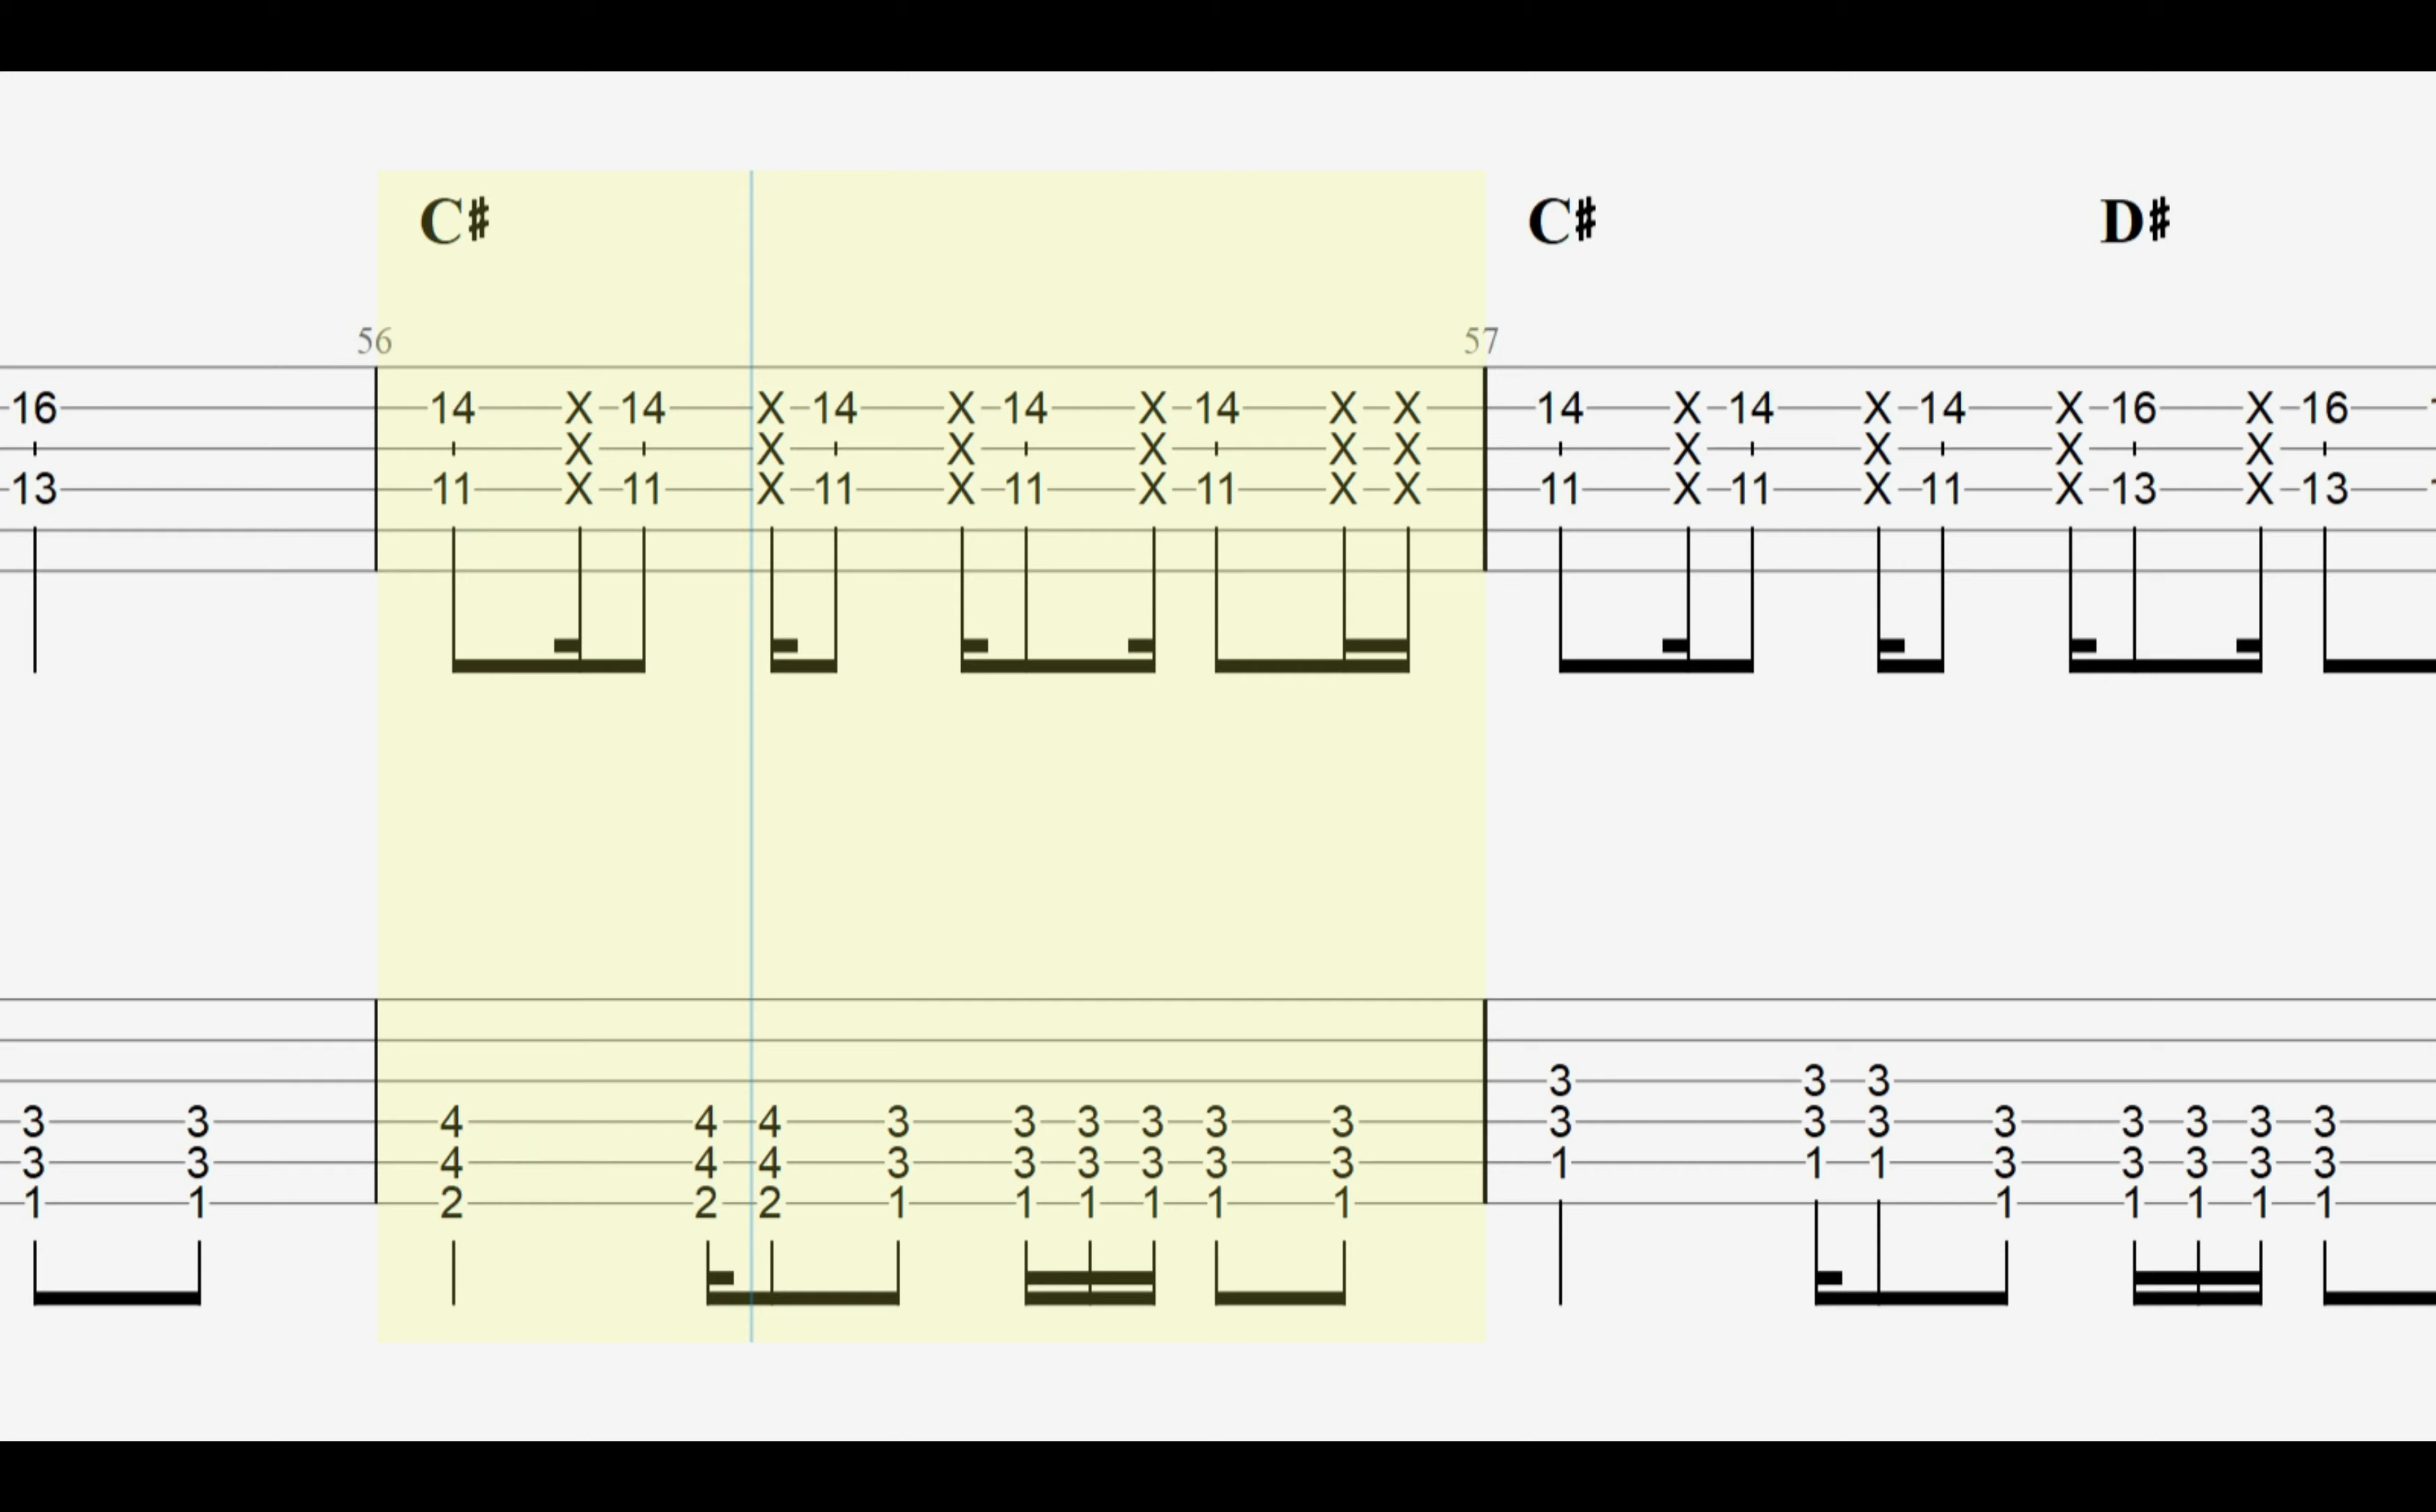 C♯ C♯ D♯
56 57
16 14 X 14 X 14 X 14 X 14 X X 14 X 14 X 14 X 16 X 16
X X X X X X X X X X
13 11 X 11 X 11 X 11 X 11 X X 11 X 11 X 11 X 13 X 13
3 3 3
3 3 4 4 4 3 3 3 3 3 3 3 3 3 3 3 3 3 3
3 3 4 4 4 3 3 3 3 3 3 1 1 1 3 3 3 3 3
1 1 2 2 2 1 1 1 1 1 1 1 1 1 1 1